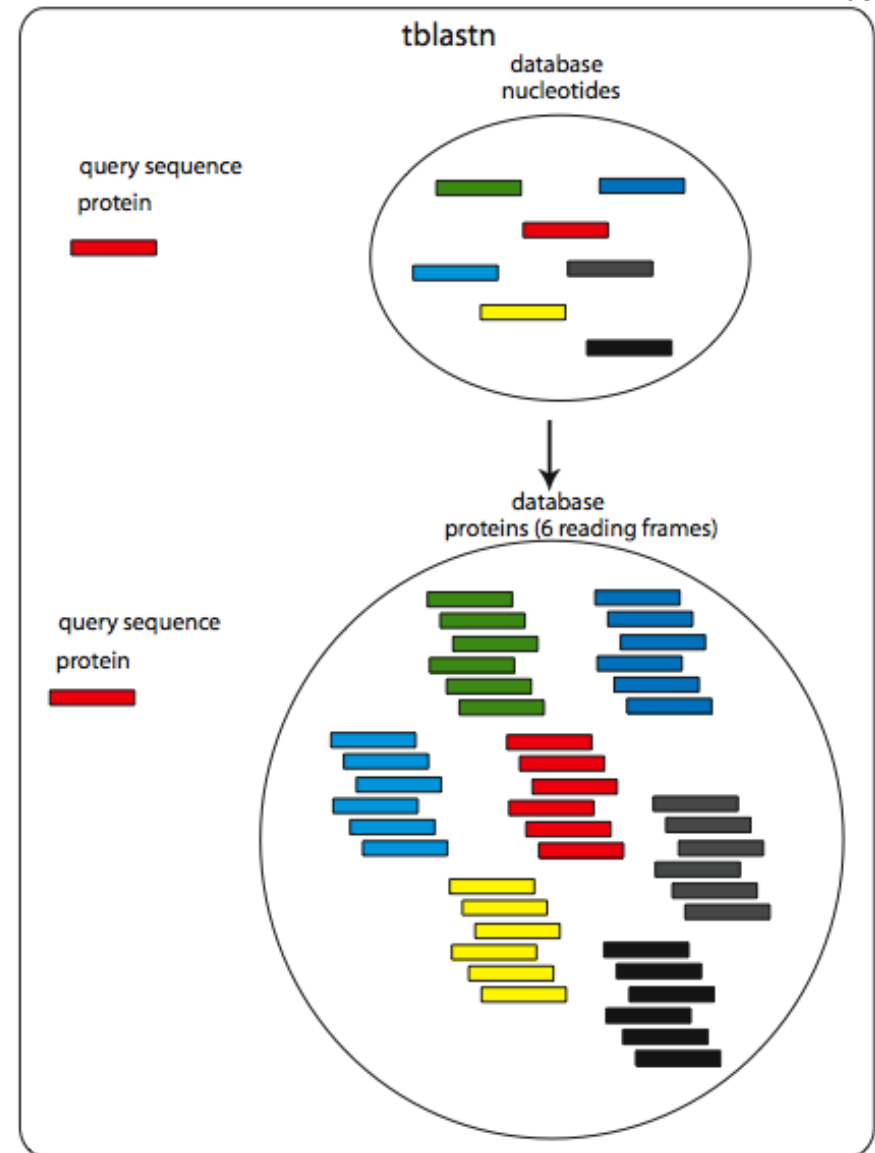 tblastn
database
nucleotides
query sequence
protein
database
proteins (6 reading frames)
query sequence
protein